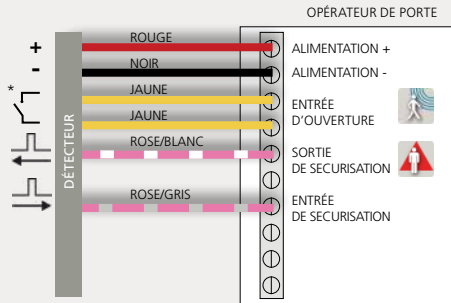 OPÉRATEUR DE PORTE
ROUGE
+
ALIMENTATION +
NOIR
-
ALIMENTATION -
JAUNE
*
ENTRÉE
D'OUVERTURE
JAUNE
DÉTECTEUR
ROSE/BLANC
SORTIE
DE SECURISATION
ROSE/GRIS
ENTRÉE
DE SECURISATION